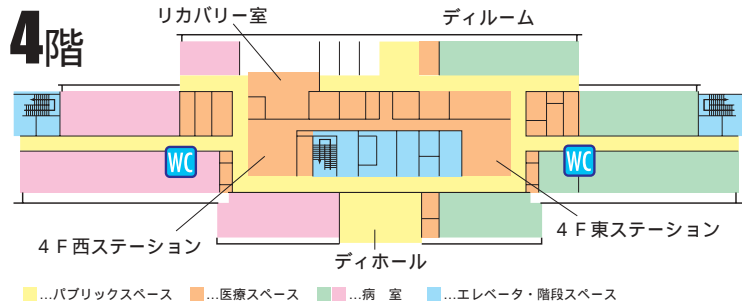 4階
リカバリー室
ディルーム
WC
WC
4F西ステーション
4F東ステーション
ディホール
…パブリックスペース …医療スペース …病 室 …エレベータ・階段スペース